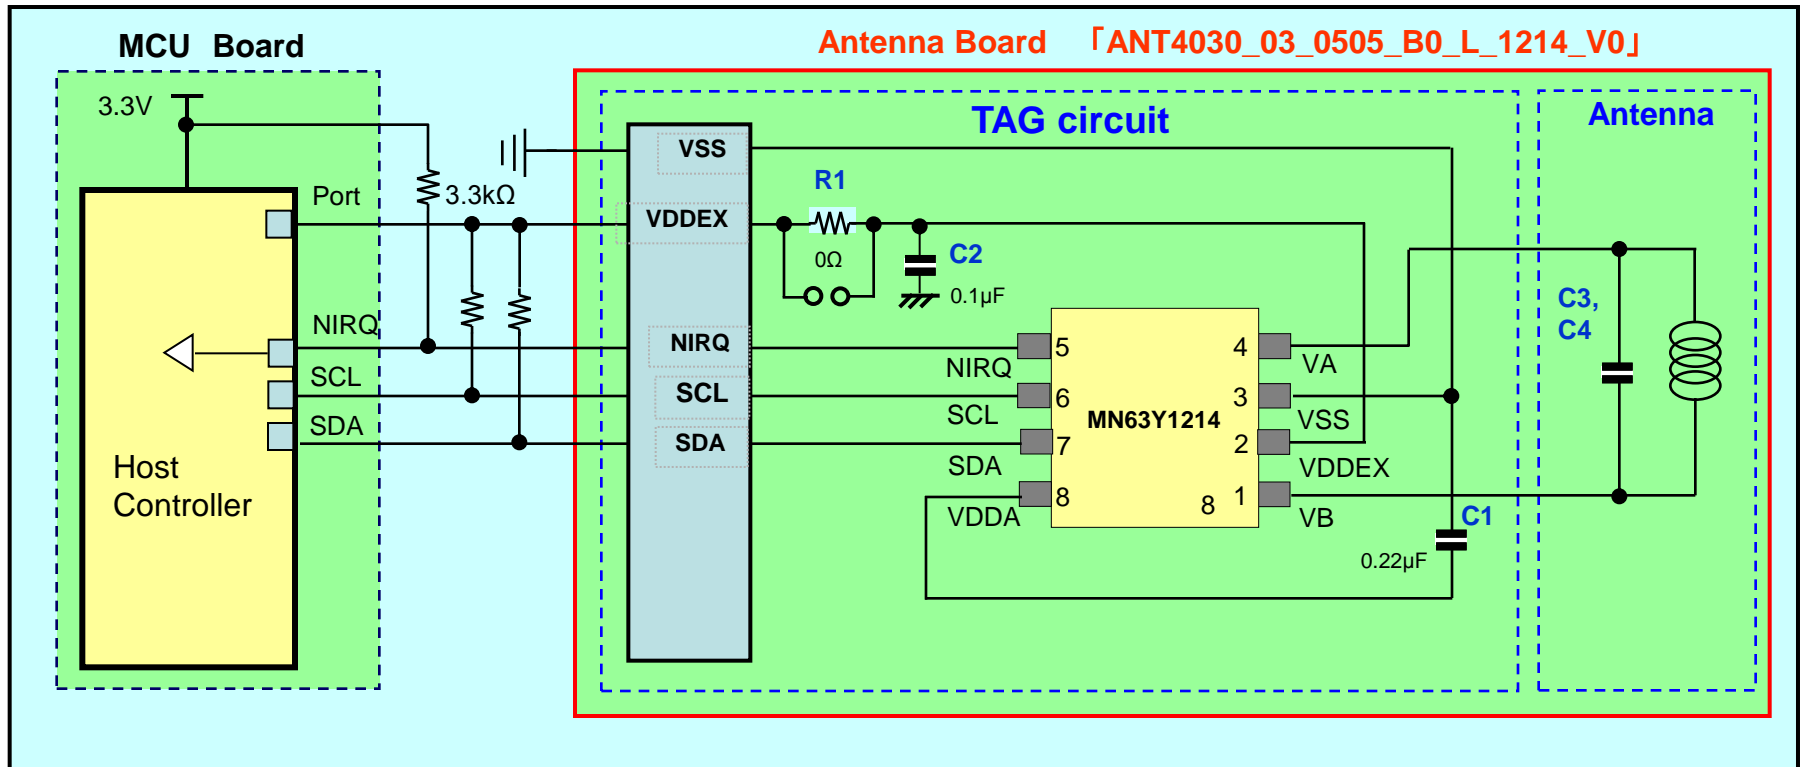 MCU Board
Antenna Board 「ANT4030_03_0505_B0_L_1214_V0」
3.3V
TAG circuit
Antenna
VSS
R1
Port
3.3kΩ
VDDEX
0Ω
C2
0.1µF
C3,
C4
NIRQ
NIRQ
NIRQ
5
4
VA
SCL
SCL
SCL
6
3
VSS
MN63Y1214
SDA
SDA
SDA
7
2
VDDEX
Host
Controller
VDDA
8
8
1
VB
C1
0.22µF